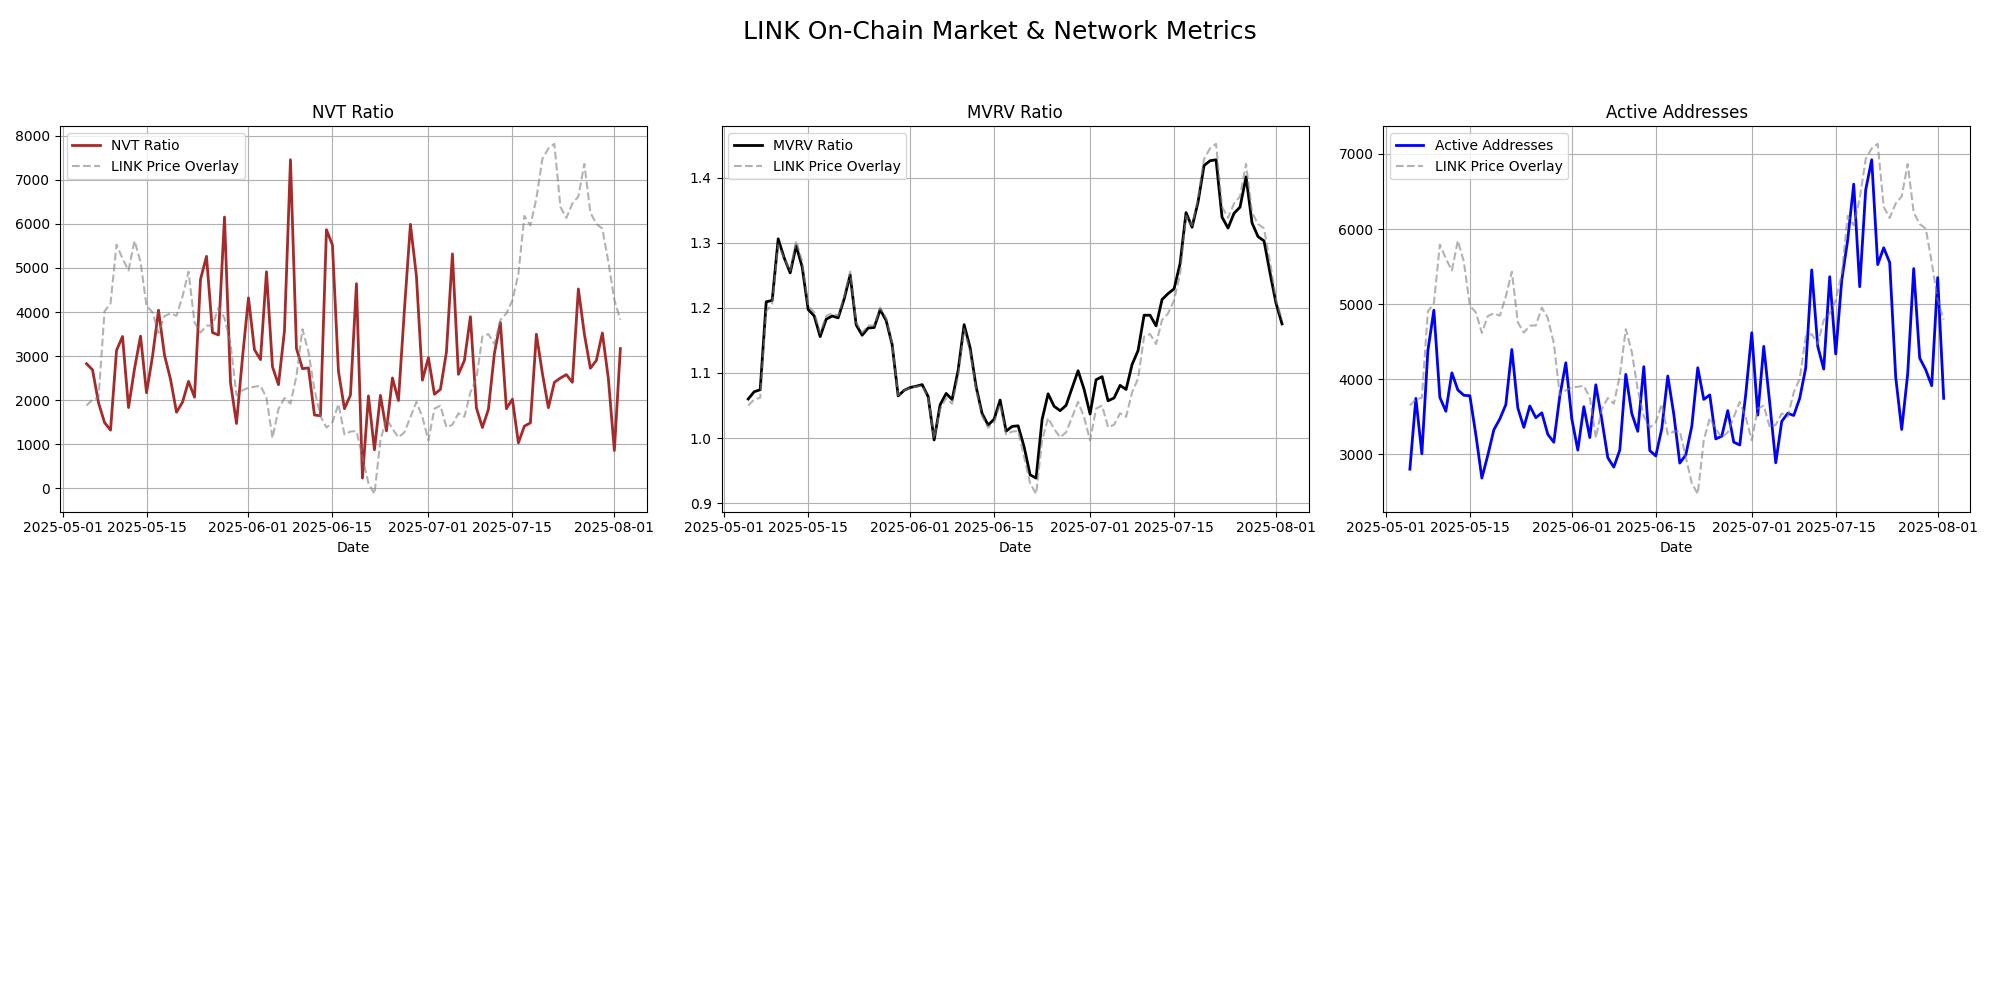 LINK On-Chain Market & Network Metrics
NVT Ratio
NVT Ratio
LINK Price Overlay
8000
7000
6000
5000
4000
3000
2000
1000
0
2025-05-01 2025-05-15 2025-06-01 2025-06-15 2025-07-01 2025-07-15 2025-08-01
Date
MVRV Ratio
MVRV Ratio
LINK Price Overlay
1.4
1.3
1.2
1.1
1.0
0.9
2025-05-01 2025-05-15 2025-06-01 2025-06-15 2025-07-01 2025-07-15 2025-08-01
Date
Active Addresses
Active Addresses
LINK Price Overlay
7000
6000
5000
4000
3000
2025-05-01 2025-05-15 2025-06-01 2025-06-15 2025-07-01 2025-07-15 2025-08-01
Date